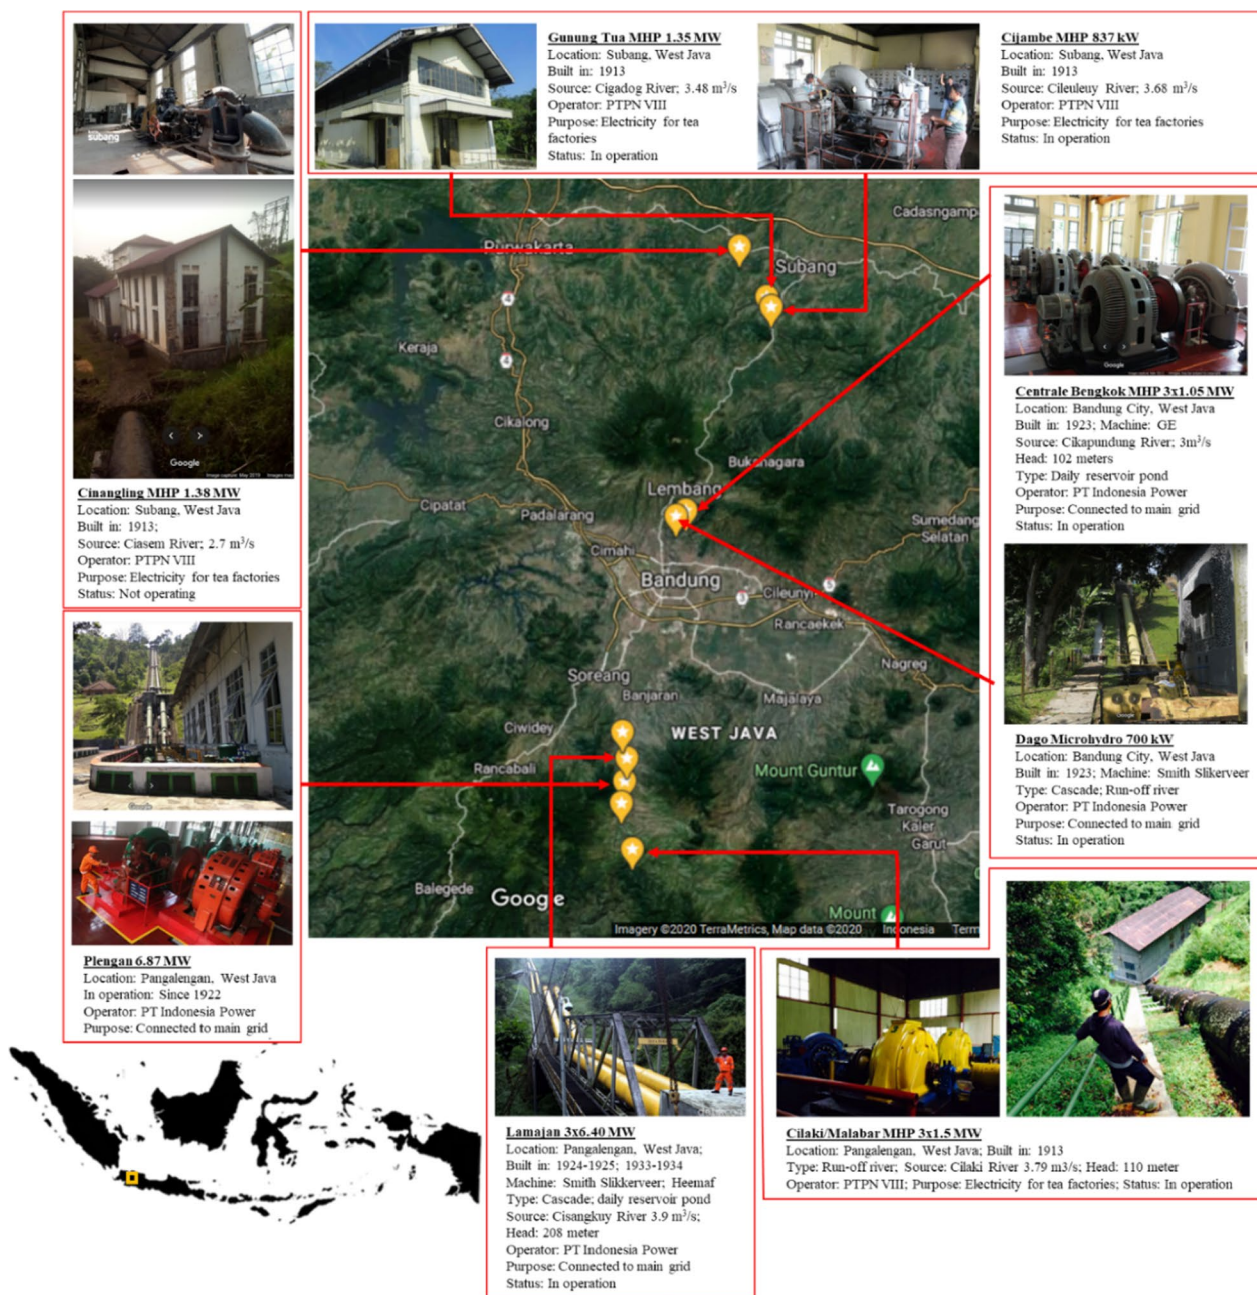 Gunung Tua MHP 1.35 MW
Location: Subang, West Java
Built in: 1913
Source: Cigadog River; 3.48 m³/s
Operator: PTPN VIII
Purpose: Electricity for tea
factories
Status: In operation
Cijambe MHP 837 kW
Location: Subang, West Java
Built in: 1913
Source: Cileuleuy River; 3.68 m³/s
Operator: PTPN VIII
Purpose: Electricity for tea factories
Status: In operation
subang
Google
Cinangling MHP 1.38 MW
Location: Subang, West Java
Built in: 1913;
Source: Ciasem River; 2.7 m³/s
Operator: PTPN VIII
Purpose: Electricity for tea factories
Status: Not operating
Cadasngamp
Purwakarta
Subang
4
Keraja
4
Cikalong
Bukanagara
Lembang
Cipatat
Padalarang
Sumedang
Selatan
Cimahi
Bandung
5
Cileunyi
3
Rancaekek
Nagreg
Soreang
Banjaran
Majalaya
Ciwidey
WEST JAVA
Rancabali
Mount Guntur
Tarogong
Kaler
Garut
Balegede
Google
Mount
Imagery ©2020 TerraMetrics, Map data ©2020
Indonesia
Term
Google
Centrale Bengkok MHP 3x1.05 MW
Location: Bandung City, West Java
Built in: 1923; Machine: GE
Source: Cikapundung River; 3m³/s
Head: 102 meters
Type: Daily reservoir pond
Operator: PT Indonesia Power
Purpose: Connected to main grid
Status: In operation
Google
Dago Microhydro 700 kW
Location: Bandung City, West Java
Built in: 1923; Machine: Smith Slikerveer
Type: Cascade; Run-off river
Operator: PT Indonesia Power
Purpose: Connected to main grid
Status: In operation
Google
Plengan 6.87 MW
Location: Pangalengan, West Java
In operation: Since 1922
Operator: PT Indonesia Power
Purpose: Connected to main grid
Lamajan 3x6.40 MW
Location: Pangalengan, West Java;
Built in: 1924-1925; 1933-1934
Machine: Smith Slikkerveer; Heemaf
Type: Cascade; daily reservoir pond
Source: Cisangkuy River 3.9 m³/s;
Head: 208 meter
Operator: PT Indonesia Power
Purpose: Connected to main grid
Status: In operation
Cilaki/Malabar MHP 3x1.5 MW
Location: Pangalengan, West Java; Built in: 1913
Type: Run-off river; Source: Cilaki River 3.79 m3/s; Head: 110 meter
Operator: PTPN VIII; Purpose: Electricity for tea factories; Status: In operation